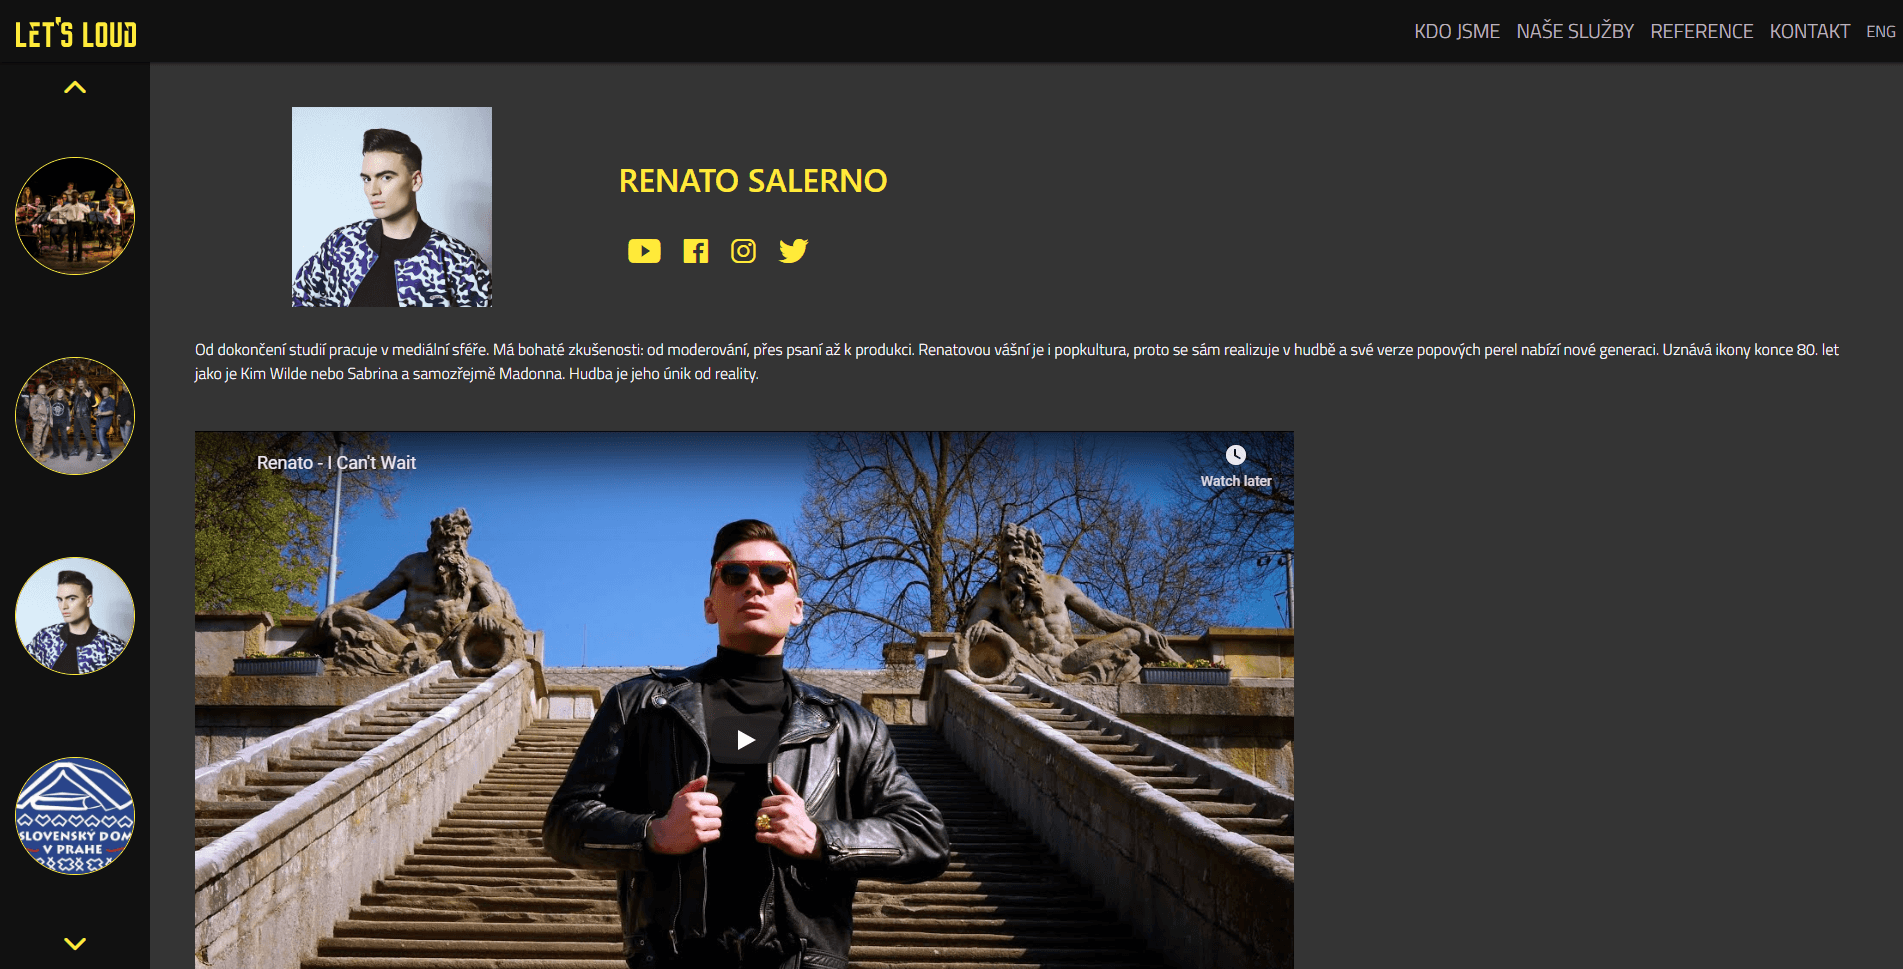 LET'S LOUD
KDO JSME NAŠE SLUŽBY REFERENCE KONTAKT ENG
RENATO SALERNO
Od dokončení studií pracuje v mediální sféře. Má bohaté zkušenosti: od moderování, přes psaní až k produkci. Renatovou vášní je i popkultura, proto se sám realizuje v hudbě a své verze popových perel nabízí nové generaci. Uznává ikony konce 80. let
jako je Kim Wilde nebo Sabrina a samozřejmě Madonna. Hudba je jeho únik od reality.
Renato - I Can't Wait
Watch later
SLOVENSKÝ DOM
V PRAHE